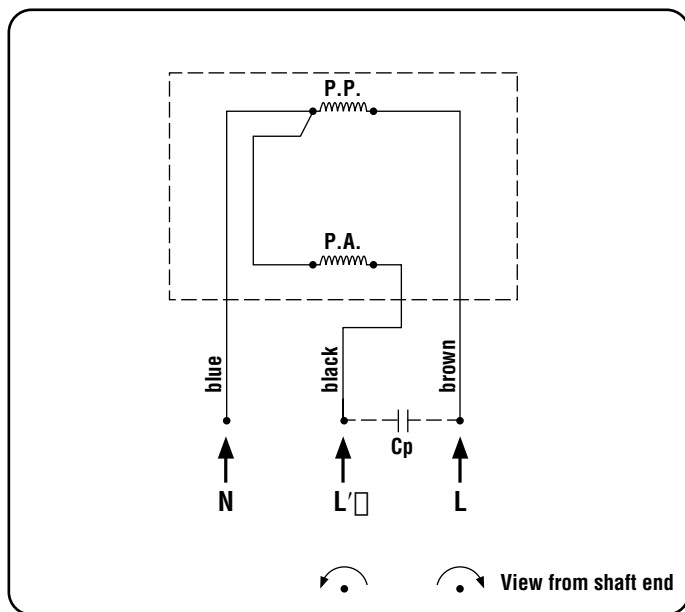 P.P.
P.A.
blue
black
brown
Cp
N
L′
L
View from shaft end